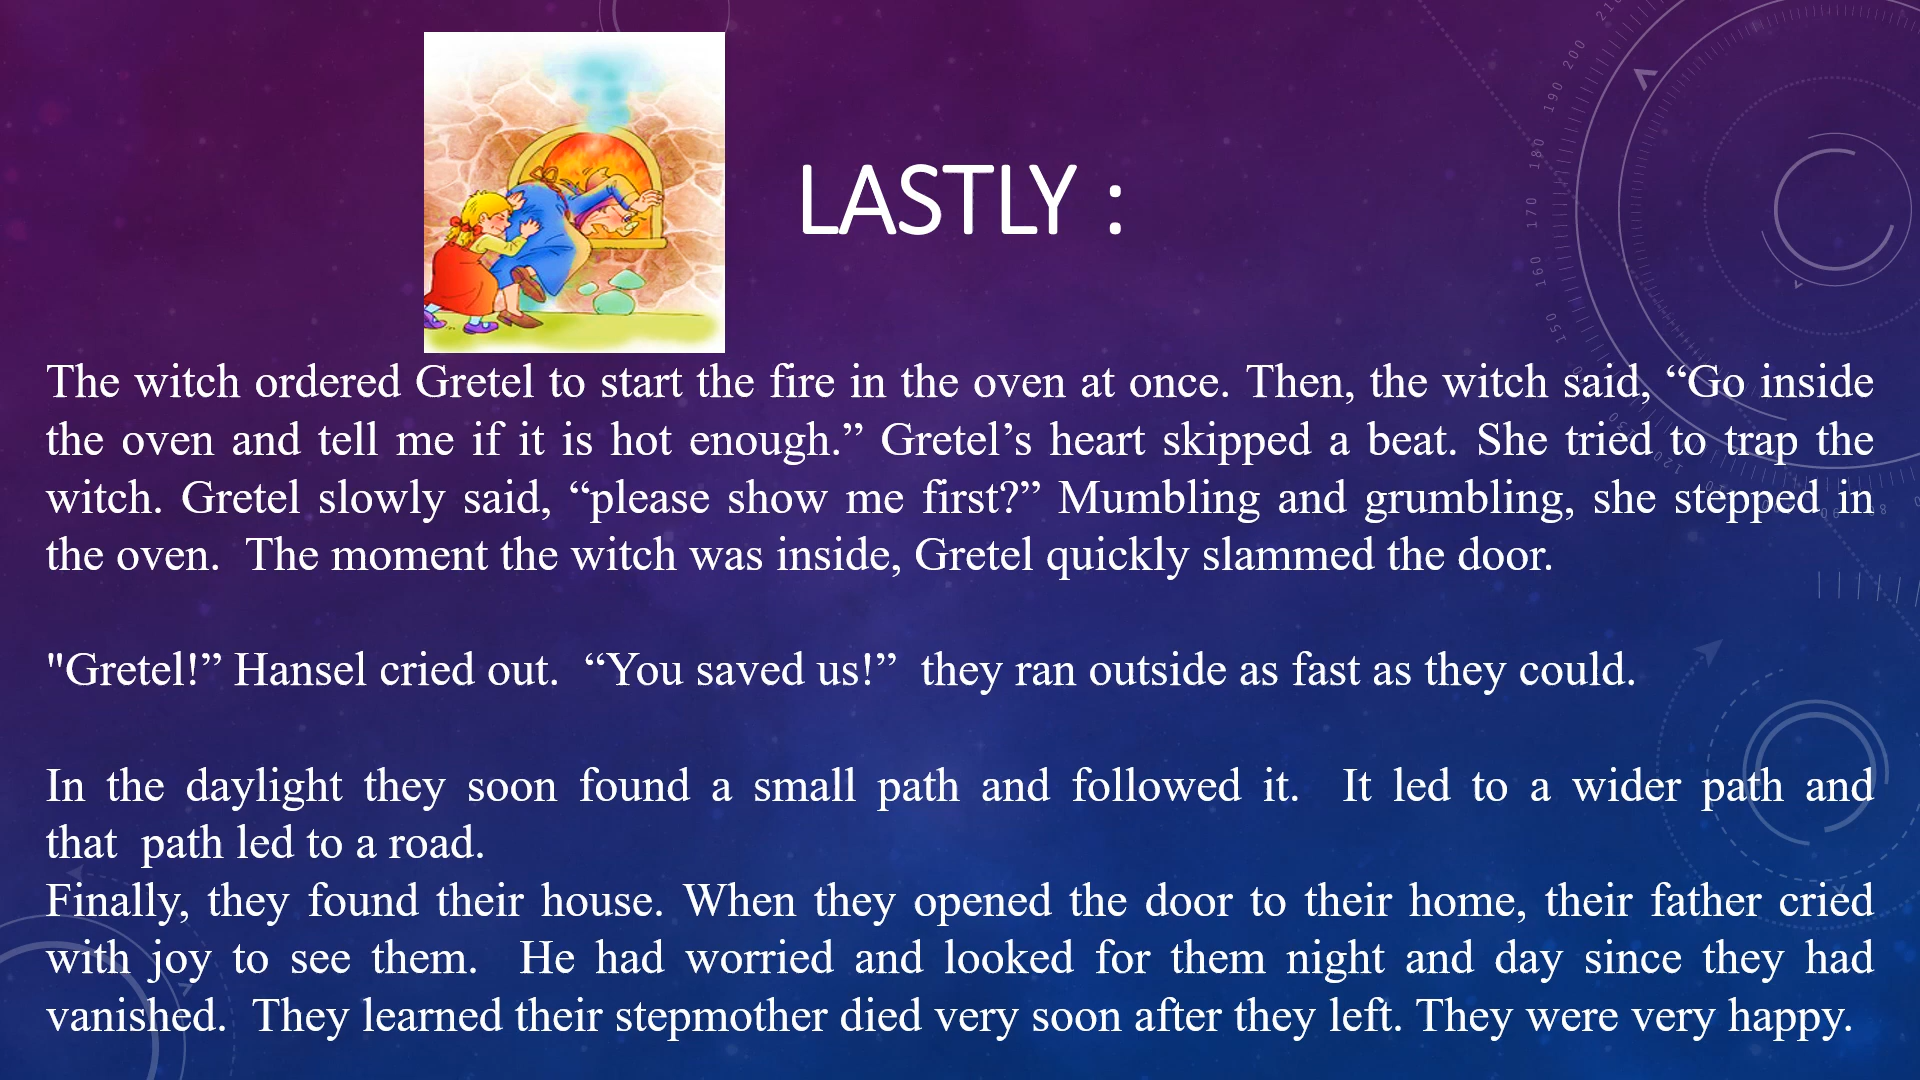 LASTLY :
The witch ordered Gretel to start the fire in the oven at once. Then, the witch said, “Go inside
the oven and tell me if it is hot enough.” Gretel’s heart skipped a beat. She tried to trap the
witch. Gretel slowly said, “please show me first?” Mumbling and grumbling, she stepped in
the oven.  The moment the witch was inside, Gretel quickly slammed the door.
"Gretel!” Hansel cried out.  “You saved us!”  they ran outside as fast as they could.
In the daylight they soon found a small path and followed it.  It led to a wider path and
that  path led to a road.
Finally, they found their house. When they opened the door to their home, their father cried
with joy to see them.  He had worried and looked for them night and day since they had
vanished.  They learned their stepmother died very soon after they left. They were very happy.
210
200
190
180
170
160
150